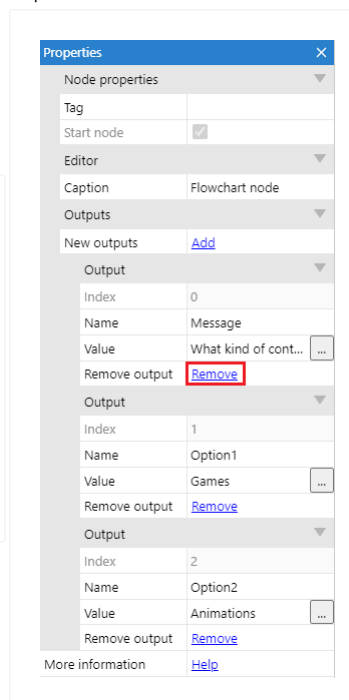 Properties
Node properties
Tag
Start node
Editor
Caption Flowchart node
Outputs
New outputs Add
Output
Index 0
Name Message
Value What kind of cont... ...
Remove output Remove
Output
Index 1
Name Option1
Value Games ...
Remove output Remove
Output
Index 2
Name Option2
Value Animations ...
Remove output Remove
More information Help